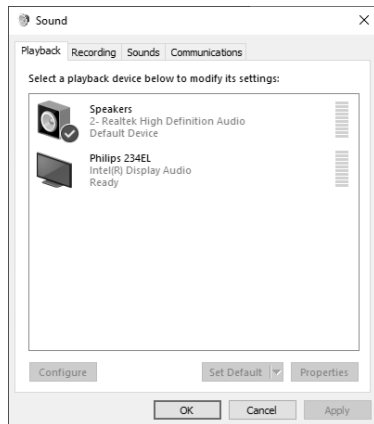 Sound
Playback Recording Sounds Communications
Select a playback device below to modify its settings:
Speakers
2- Realtek High Definition Audio
Default Device
Philips 234EL
Intel(R) Display Audio
Ready
Configure Set Default Properties
OK Cancel Apply